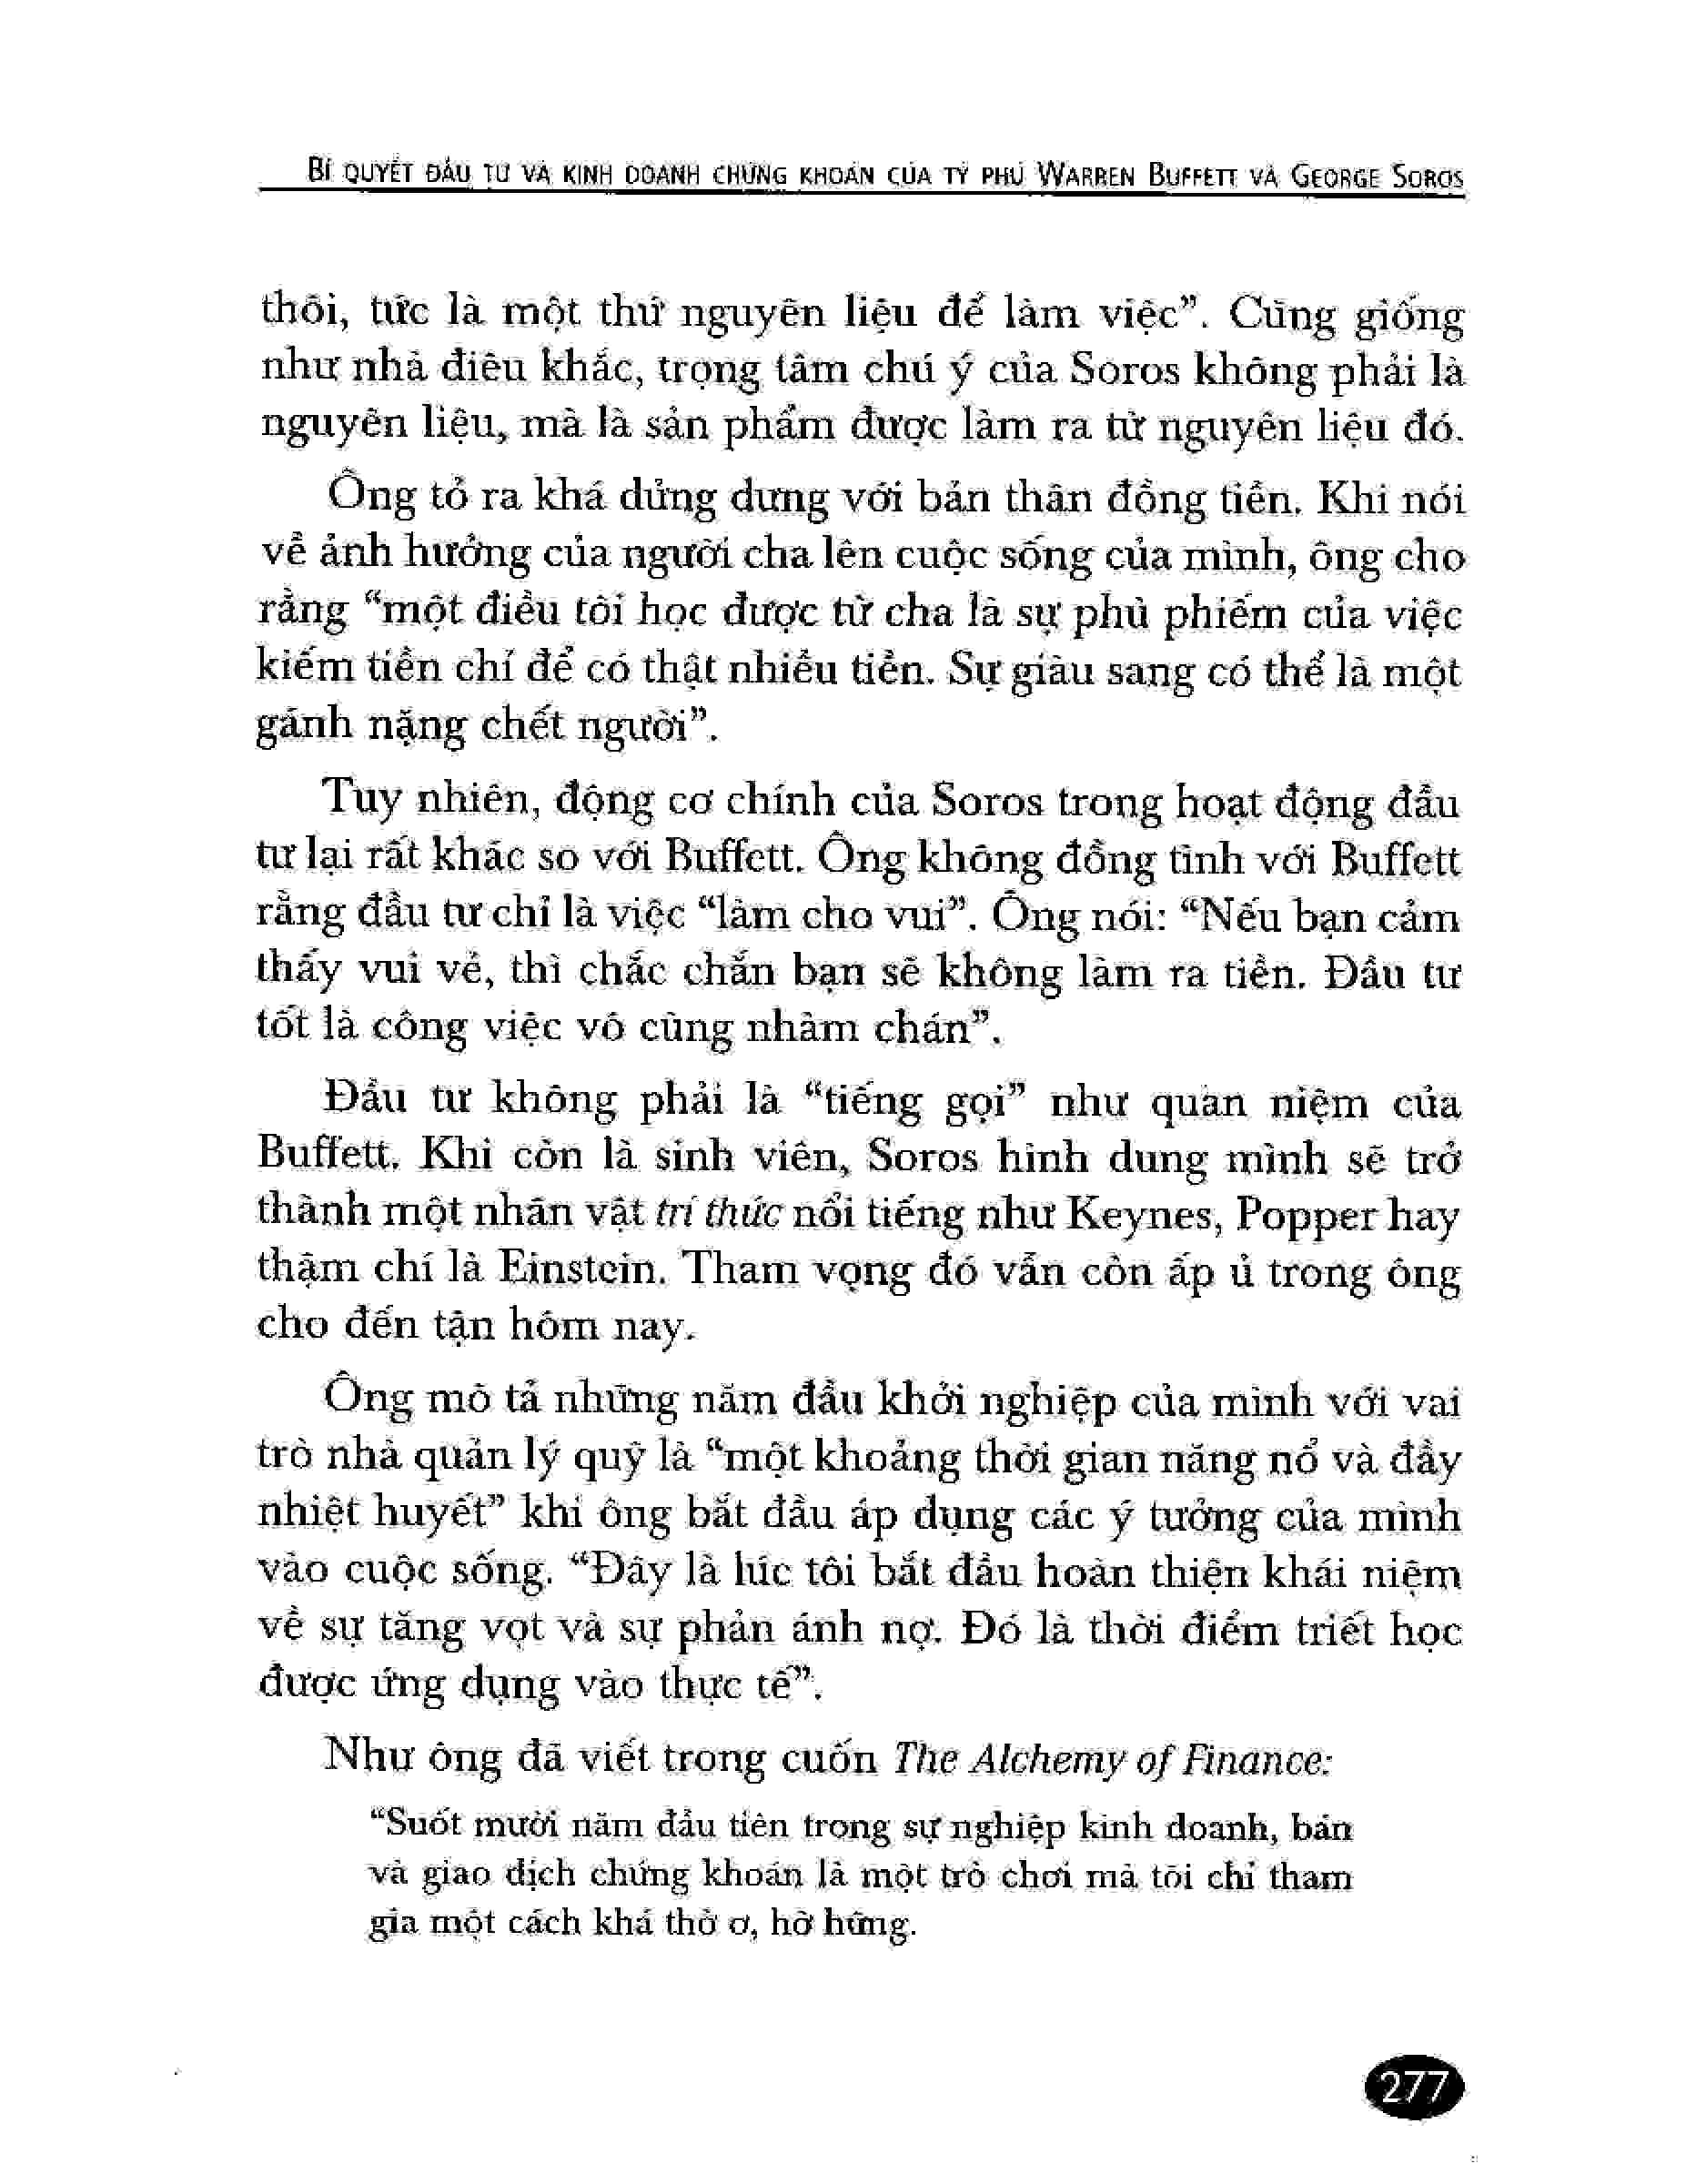 BÍ QUYẾT ĐẦU TƯ VÀ KINH DOANH CHỨNG KHOÁN CỦA TỶ PHÚ WARREN BUFFETT VÀ GEORGE SOROS
thôi, tức là một thứ nguyên liệu để làm việc”. Cũng giống
như nhà điêu khắc, trọng tâm chú ý của Soros không phải là
nguyên liệu, mà là sản phẩm được làm ra từ nguyên liệu đó.
Ông tỏ ra khá dửng dưng với bản thân đồng tiền. Khi nói
về ảnh hưởng của người cha lên cuộc sống của mình, ông cho
rằng “một điều tôi học được từ cha là sự phù phiếm của việc
kiếm tiền chỉ để có thật nhiều tiền. Sự giàu sang có thể là một
gánh nặng chết người”.
Tuy nhiên, động cơ chính của Soros trong hoạt động đầu
tư lại rất khác so với Buffett. Ông không đồng tình với Buffett
rằng đầu tư chỉ là việc “làm cho vui”. Ông nói: “Nếu bạn cảm
thấy vui vẻ, thì chắc chắn bạn sẽ không làm ra tiền. Đầu tư
tốt là công việc vô cùng nhàm chán”.
Đầu tư không phải là “tiếng gọi” như quan niệm của
Buffett. Khi còn là sinh viên, Soros hình dung mình sẽ trở
thành một nhân vật trí thức nổi tiếng như Keynes, Popper hay
thậm chí là Einstein. Tham vọng đó vẫn còn ấp ủ trong ông
cho đến tận hôm nay.
Ông mô tả những năm đầu khởi nghiệp của mình với vai
trò nhà quản lý quỹ là “một khoảng thời gian năng nổ và đầy
nhiệt huyết” khi ông bắt đầu áp dụng các ý tưởng của mình
vào cuộc sống. “Đây là lúc tôi bắt đầu hoàn thiện khái niệm
về sự tăng vọt và sự phản ánh nợ. Đó là thời điểm triết học
được ứng dụng vào thực tế”.
Như ông đã viết trong cuốn The Alchemy of Finance:
“Suốt mười năm đầu tiên trong sự nghiệp kinh doanh, bán
và giao dịch chứng khoán là một trò chơi mà tôi chỉ tham
gia một cách khá thờ ơ, hờ hững.
277